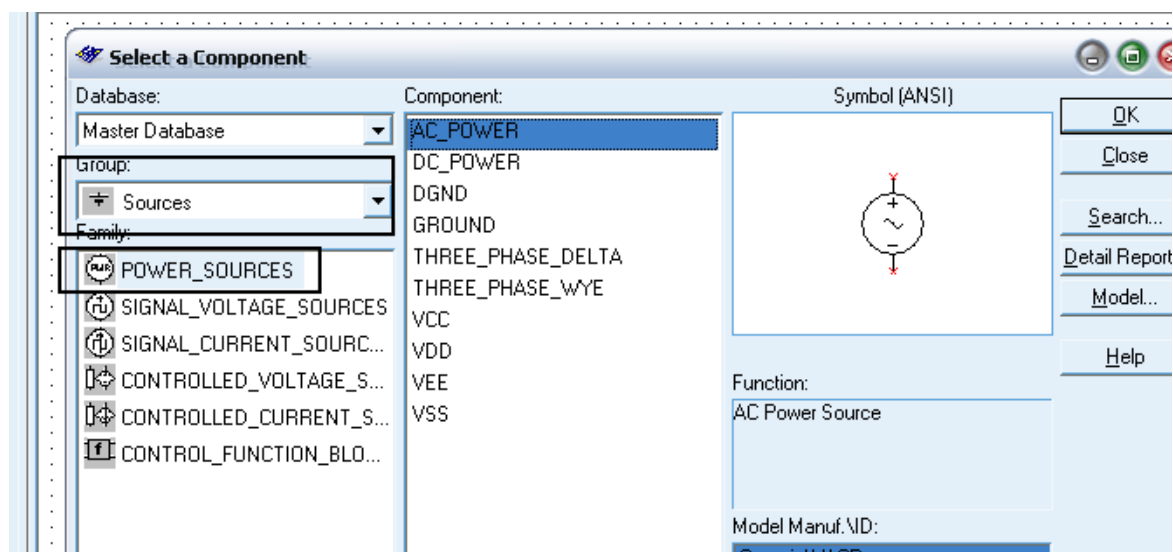 Select a Component
Database:
Master Database
Group:
Sources
Family:
POWER_SOURCES
SIGNAL_VOLTAGE_SOURCES
SIGNAL_CURRENT_SOURC...
CONTROLLED_VOLTAGE_S...
CONTROLLED_CURRENT_S...
CONTROL_FUNCTION_BLO...
Component:
AC_POWER
DC_POWER
DGND
GROUND
THREE_PHASE_DELTA
THREE_PHASE_WYE
VCC
VDD
VEE
VSS
Symbol (ANSI)
Function:
AC Power Source
Model Manuf.\ID:
OK
Close
Search...
Detail Report
Model...
Help